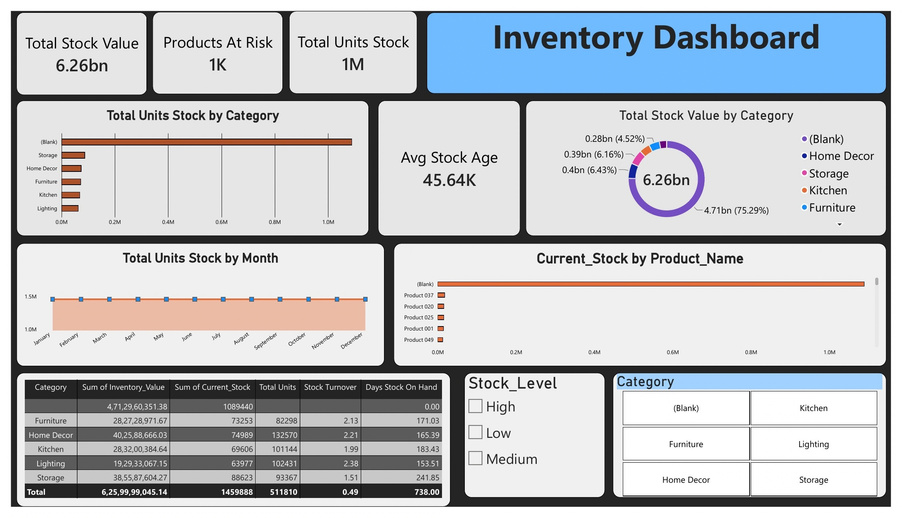 Total Stock Value
6.26bn
Products At Risk
1K
Total Units Stock
1M
Inventory Dashboard
Total Units Stock by Category
(Blank)
Storage
Home Decor
Furniture
Kitchen
Lighting
0.0M 0.2M 0.4M 0.6M 0.8M 1.0M
Avg Stock Age
45.64K
Total Stock Value by Category
0.28bn (4.52%)
0.39bn (6.16%)
0.4bn (6.43%)
6.26bn
4.71bn (75.29%)
(Blank)
Home Decor
Storage
Kitchen
Furniture
Total Units Stock by Month
1.5M
1.0M
January February March April May June July August September October November December
Current_Stock by Product_Name
(Blank)
Product 037
Product 020
Product 025
Product 001
Product 049
0.0M 0.2M 0.4M 0.6M 0.8M 1.0M
Category Sum of Inventory_Value Sum of Current_Stock Total Units Stock Turnover Days Stock On Hand
4,71,29,60,351.38 1089440 0.00
Furniture 28,27,28,971.67 73253 82298 2.13 171.03
Home Decor 40,25,88,666.03 74989 132570 2.21 165.39
Kitchen 28,32,00,384.64 69606 101144 1.99 183.43
Lighting 19,29,33,067.15 63977 102431 2.38 153.51
Storage 38,55,87,604.27 88623 93367 1.51 241.85
Total 6,25,99,99,045.14 1459888 511810 0.49 738.00
Stock_Level
High
Low
Medium
Category
(Blank) Kitchen
Furniture Lighting
Home Decor Storage